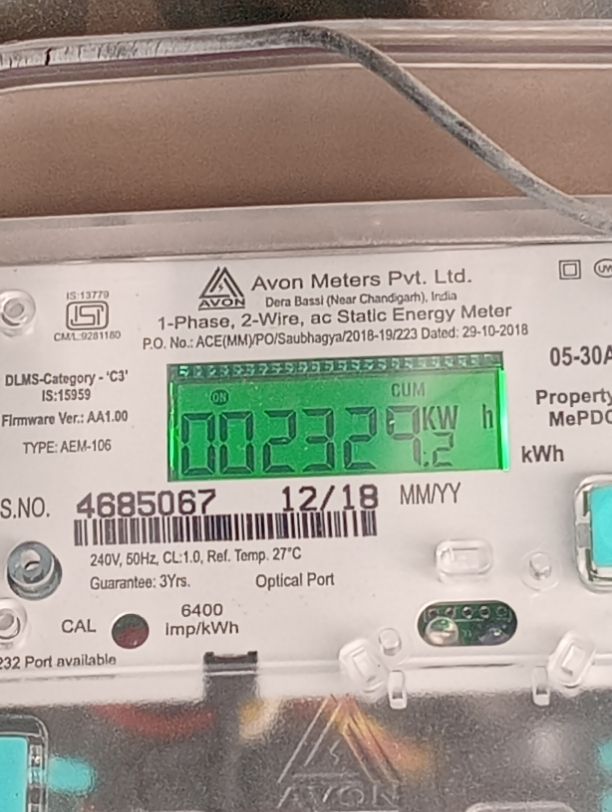 IS:13779
ISI
CM/L:9281180
AVON
Avon Meters Pvt. Ltd.
Dera Bassi (Near Chandigarh), India
1-Phase, 2-Wire, ac Static Energy Meter
P.O. No.: ACE(MM)/PO/Saubhagya/2018-19/223 Dated: 29-10-2018
DLMS-Category - 'C3'
IS:15959
Firmware Ver.: AA1.00
TYPE: AEM-106
05-30A
Property
MePDC
ON
CUM
KW h
kWh
S.NO. 4685067 12/18 MM/YY
240V, 50Hz, CL:1.0, Ref. Temp. 27°C
Guarantee: 3Yrs. Optical Port
CAL
6400
imp/kWh
232 Port available
AVON